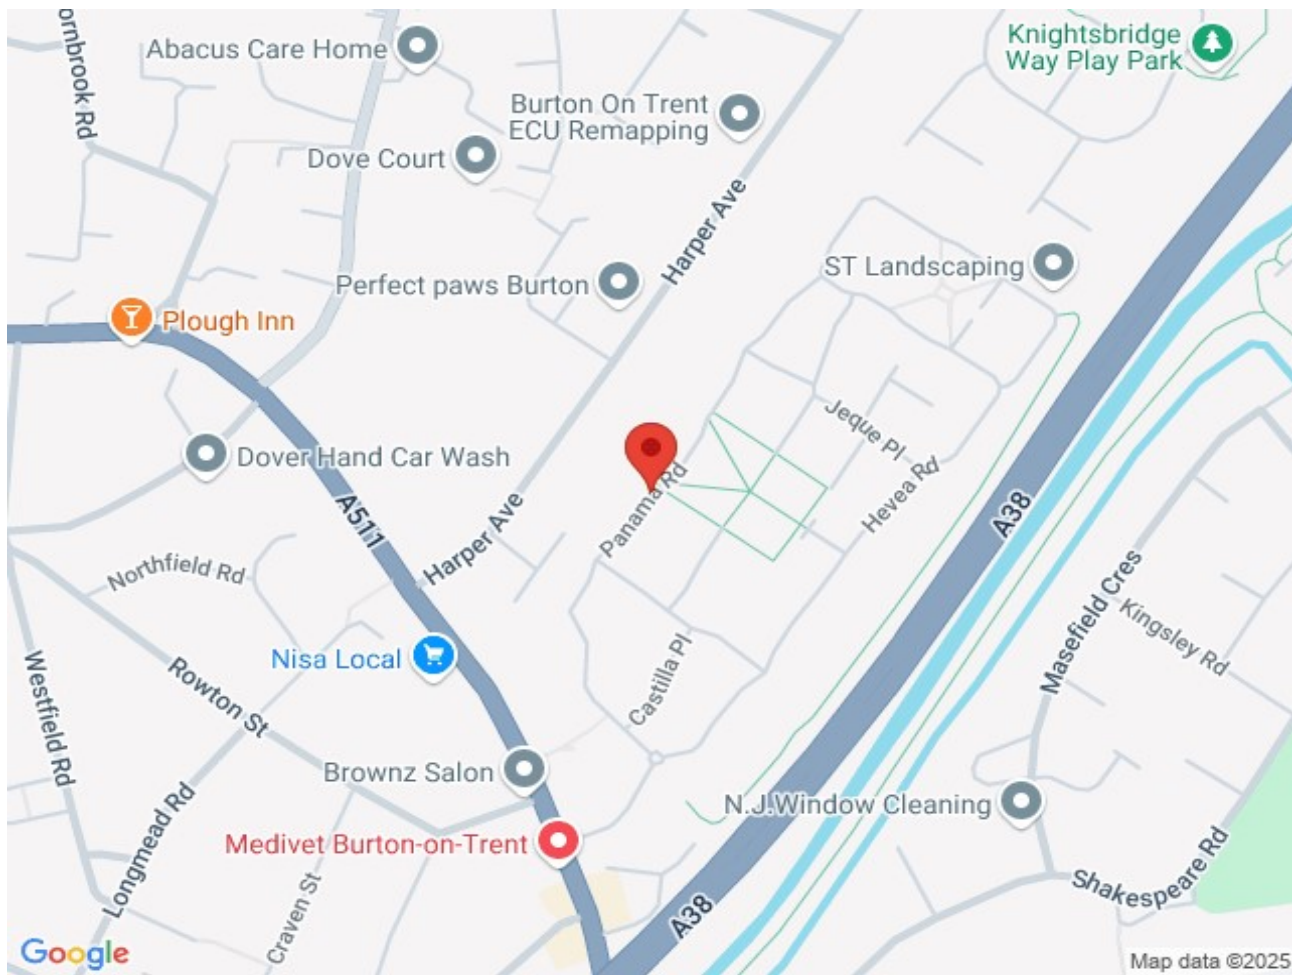 ornbrook Rd
Abacus Care Home
Knightsbridge
Way Play Park
Burton On Trent
ECU Remapping
Dove Court
Harper Ave
ST Landscaping
Perfect paws Burton
Plough Inn
Jeque Pl
Dover Hand Car Wash
Panama Rd
Hevea Rd
A511
A38
Harper Ave
Northfield Rd
Masefield Cres
Kingsley Rd
Nisa Local
Castilla Pl
Westfield Rd
Rowton St
Brownz Salon
N.J.Window Cleaning
Longmead Rd
Medivet Burton-on-Trent
Shakespeare Rd
Craven St
A38
Google
Map data ©2025